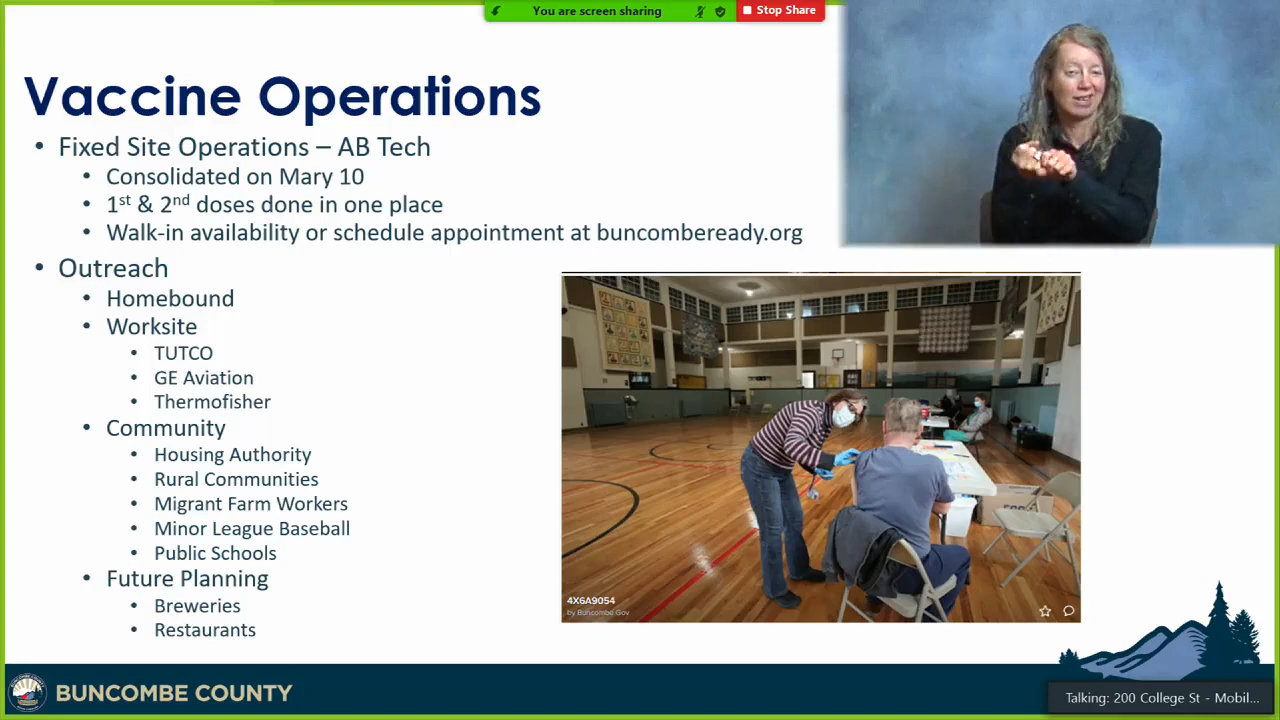 You are screen sharing
Stop Share
Vaccine Operations
• Fixed Site Operations – AB Tech
• Consolidated on Mary 10
• 1st & 2nd doses done in one place
• Walk-in availability or schedule appointment at buncombeready.org
• Outreach
• Homebound
• Worksite
• TUTCO
• GE Aviation
• Thermofisher
• Community
• Housing Authority
• Rural Communities
• Migrant Farm Workers
• Minor League Baseball
• Public Schools
• Future Planning
• Breweries
• Restaurants
4X6A9054
by Buncombe Gov
BUNCOMBE COUNTY
Talking: 200 College St - Mobil...